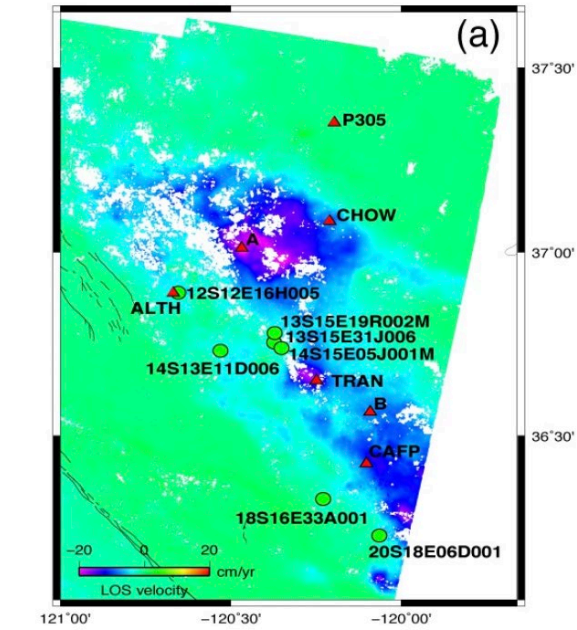 (a)
37°30'
P305
CHOW
A
37°00'
12S12E16H005
ALTH
13S15E19R002M
13S15E31J006
14S15E05J001M
14S13E11D006
TRAN
B
36°30'
CAFP
18S16E33A001
20S18E06D001
−20 0 20
cm/yr
LOS velocity
121°00' −120°30' −120°00'